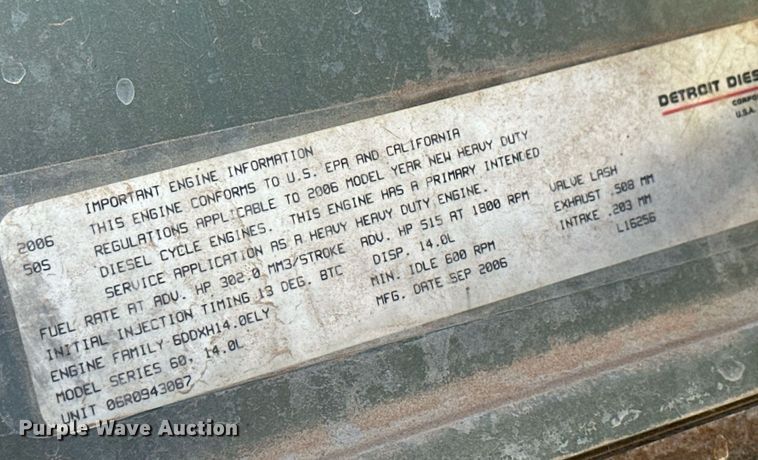 DETROIT DIES
CORPO
U.S.A.
IMPORTANT ENGINE INFORMATION
2006 THIS ENGINE CONFORMS TO U.S. EPA AND CALIFORNIA
50S REGULATIONS APPLICABLE TO 2006 MODEL YEAR NEW HEAVY DUTY
DIESEL CYCLE ENGINES. THIS ENGINE HAS A PRIMARY INTENDED
SERVICE APPLICATION AS A HEAVY HEAVY DUTY ENGINE.
FUEL RATE AT ADV. HP 302.0 MM3/STROKE ADV. HP 515 AT 1800 RPM VALVE LASH
INITIAL INJECTION TIMING 13 DEG. BTC DISP. 14.0L EXHAUST .508 MM
ENGINE FAMILY 6DDXH14.0ELY MIN. IDLE 600 RPM INTAKE .203 MM
MODEL SERIES 60, 14.0L MFG. DATE SEP 2006 L16256
UNIT 06R0943067
Purple Wave Auction